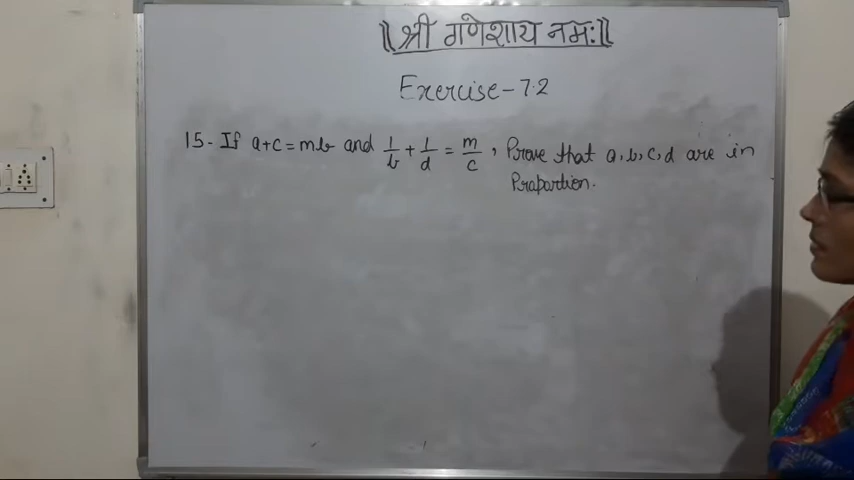 ॥ श्री गणेशाय नमः॥
Exercise-7.2
15- If a+c=mb and 1/b + 1/d = m/c, Prove that a,b,c,d are in
Proportion.